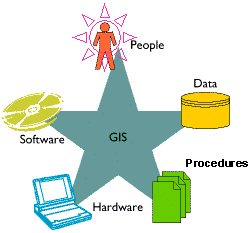 People
Data
Software
GIS
Procedures
Hardware